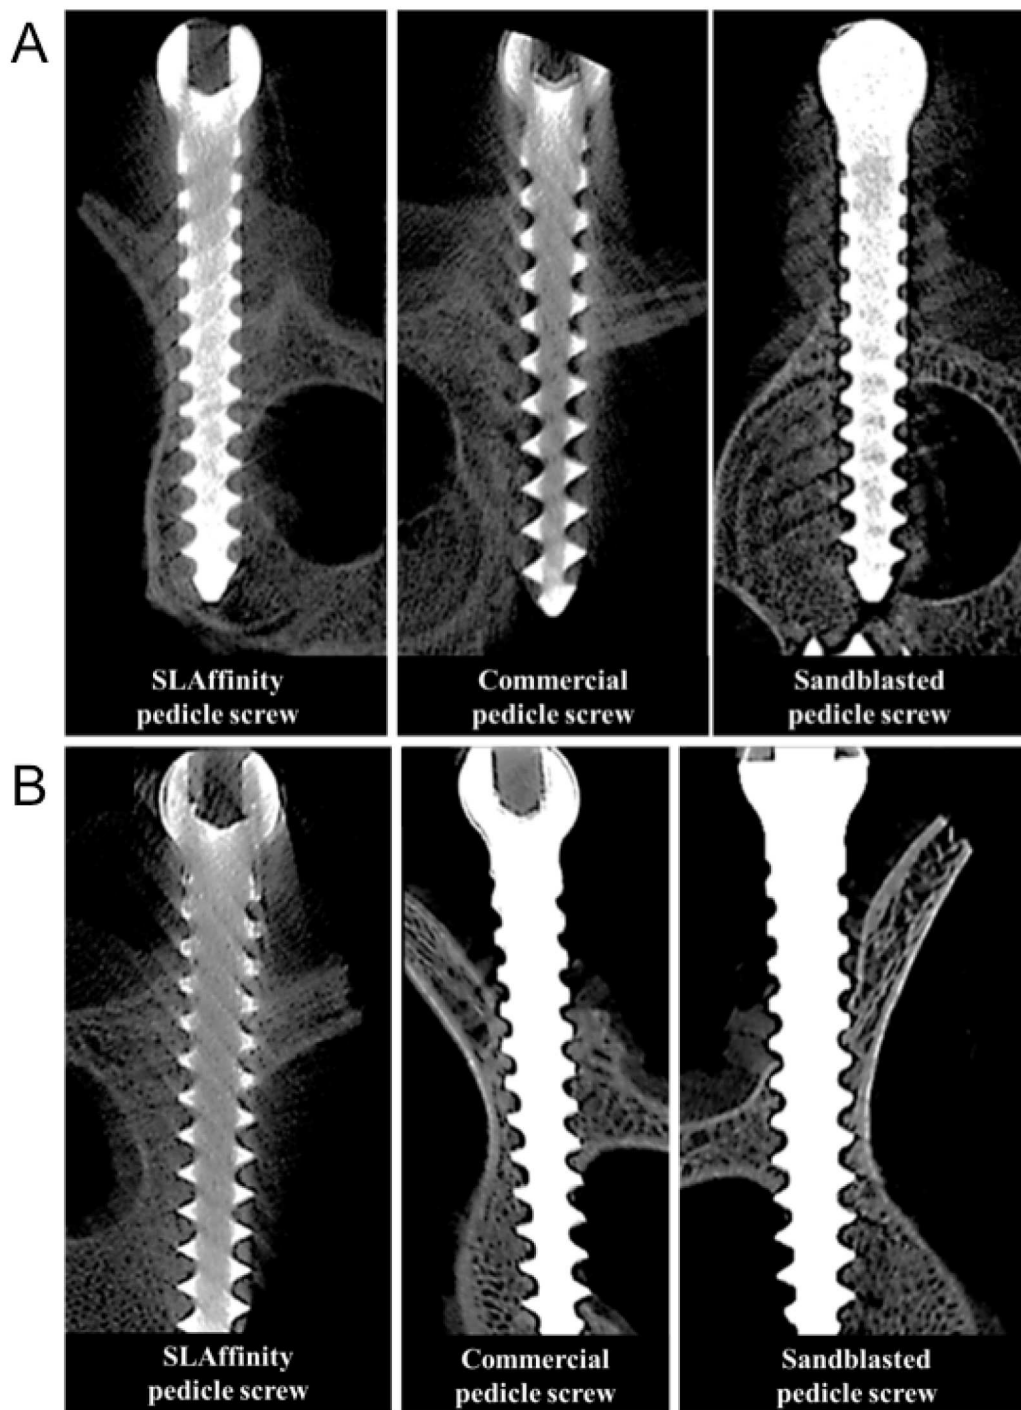 A
SLAffinity
pedicle screw
Commercial
pedicle screw
Sandblasted
pedicle screw
B
SLAffinity
pedicle screw
Commercial
pedicle screw
Sandblasted
pedicle screw